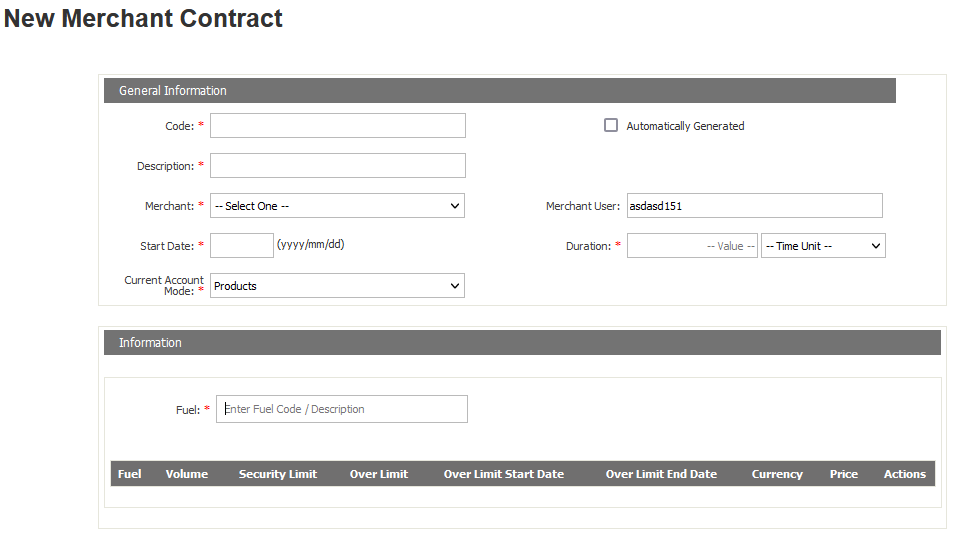 New Merchant Contract
General Information
Code: *
Automatically Generated
Description: *
Merchant: * -- Select One --
Merchant User: asdasd151
Start Date: * (yyyy/mm/dd)
Duration: * -- Value -- -- Time Unit --
Current Account
Mode: * Products
Information
Fuel: * Enter Fuel Code / Description
Fuel Volume Security Limit Over Limit Over Limit Start Date Over Limit End Date Currency Price Actions